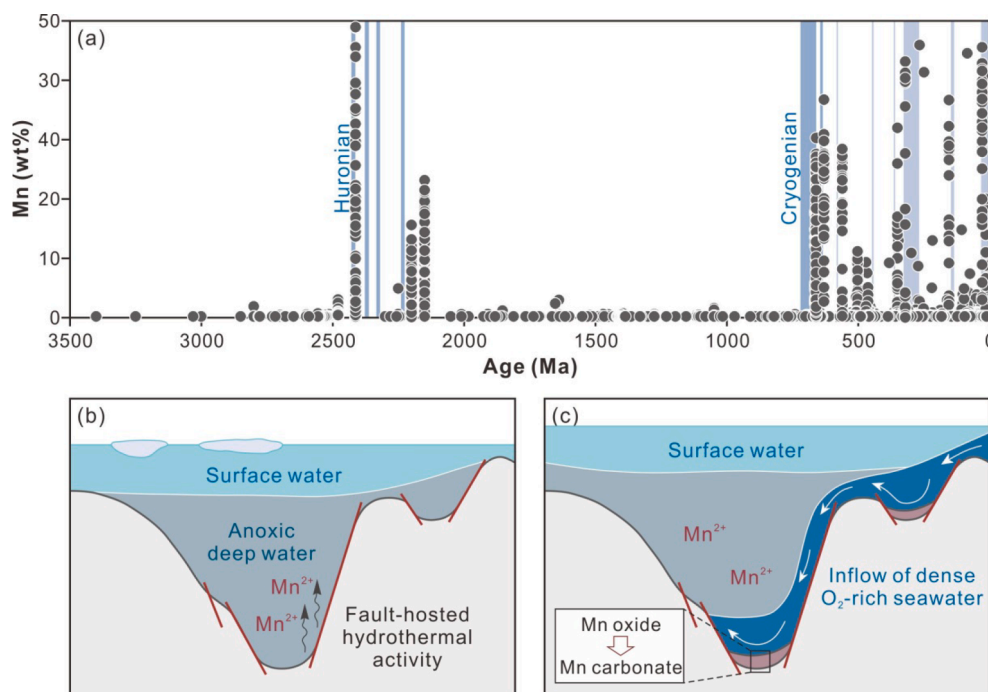 (a)
Mn (wt%)
50
30
40
20
10
0
Huronian
Cryogenian
3500
3000
2500
2000
1500
1000
500
0
Age (Ma)
(b)
Surface water
Anoxic
deep water
Mn²⁺
Mn²⁺
Fault-hosted
hydrothermal
activity
(c)
Surface water
Mn²⁺
Mn²⁺
Inflow of dense
O₂-rich seawater
Mn oxide
Mn carbonate